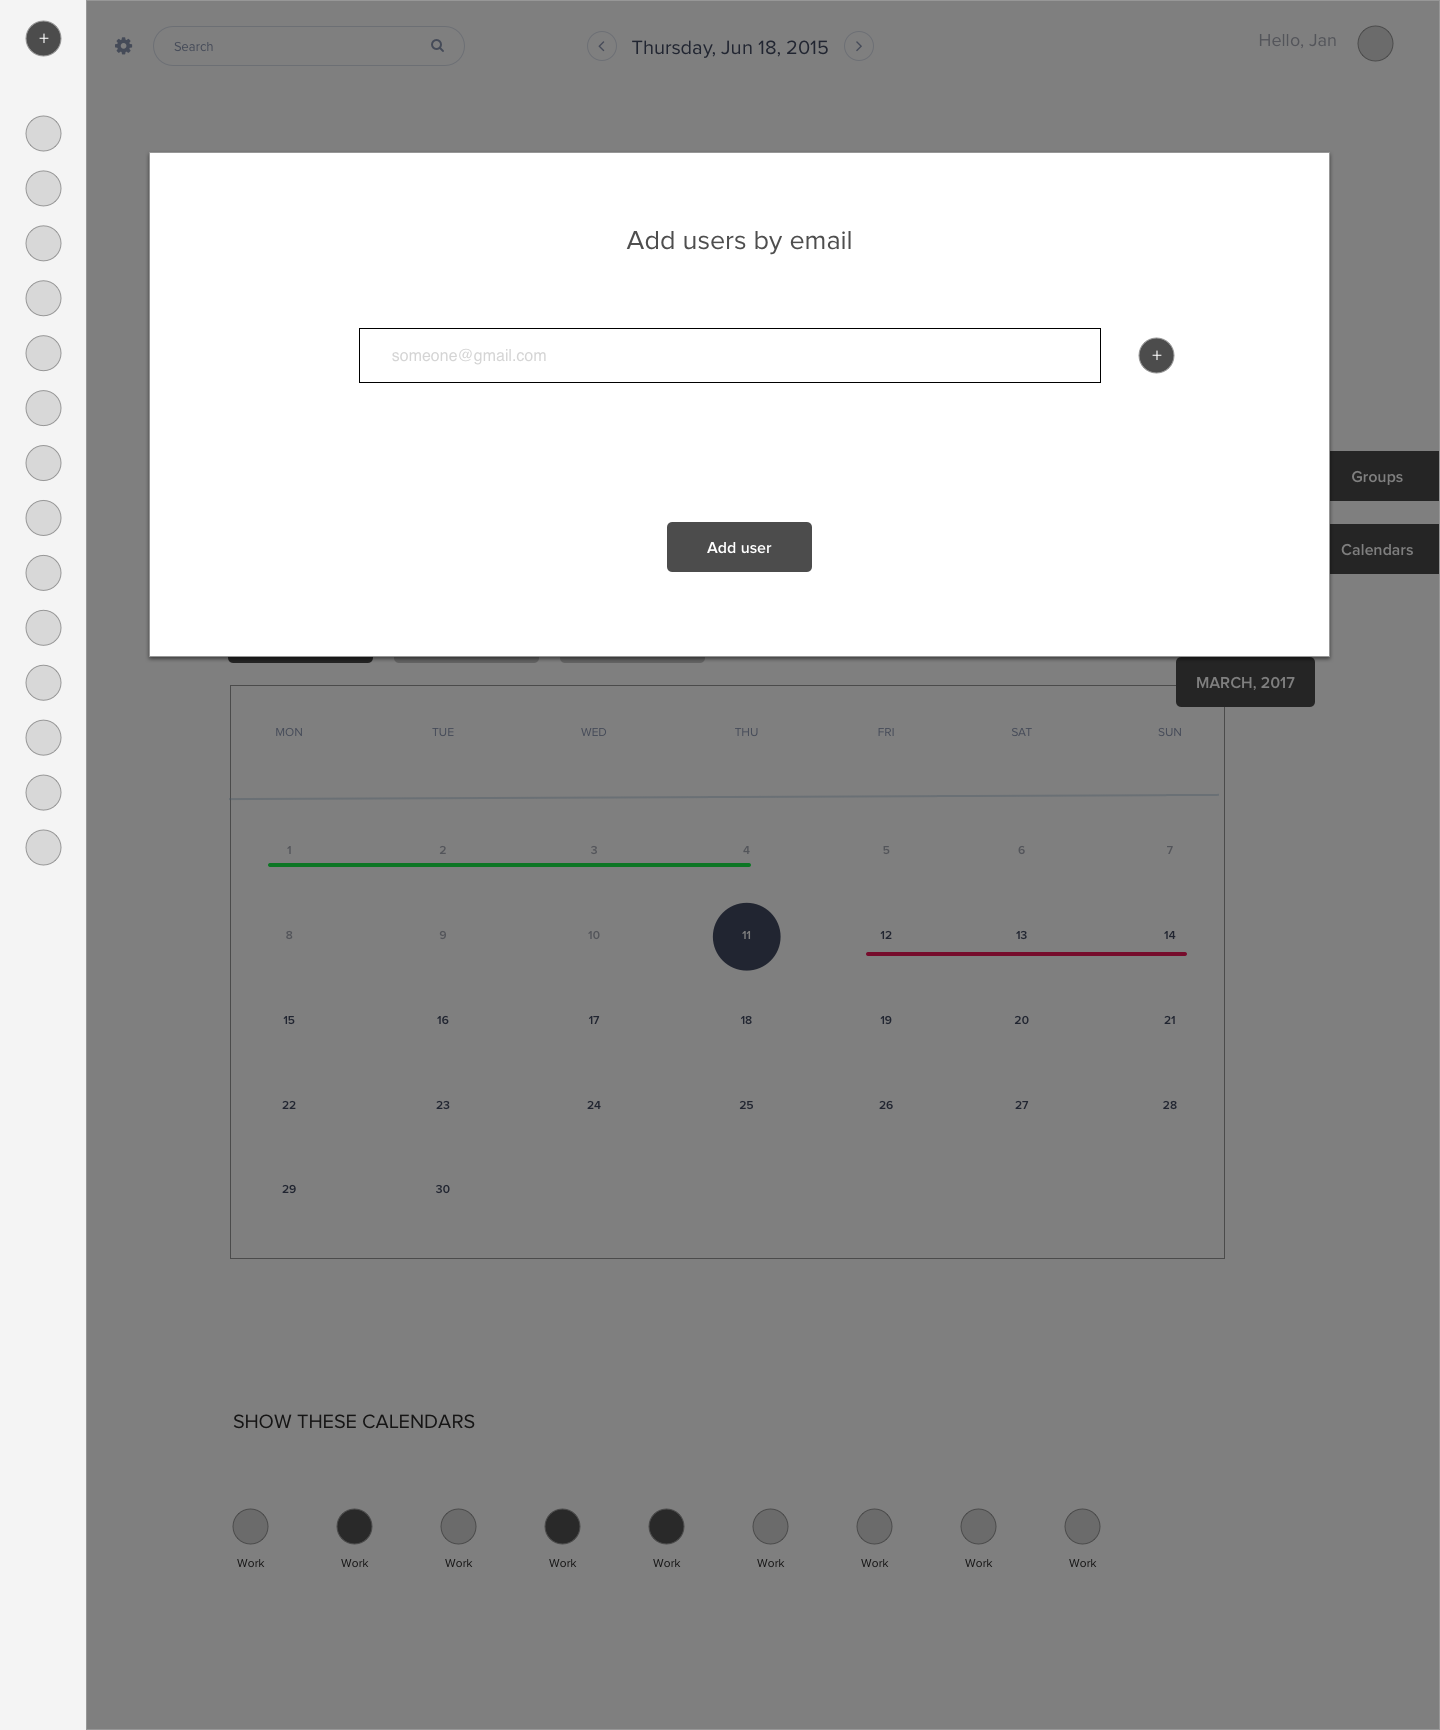 +
Search
Thursday, Jun 18, 2015
Hello, Jan
Add users by email
someone@gmail.com
+
Groups
Add user
Calendars
MARCH, 2017
MON TUE WED THU FRI SAT SUN
1 2 3 4 5 6 7
8 9 10 11 12 13 14
15 16 17 18 19 20 21
22 23 24 25 26 27 28
29 30
SHOW THESE CALENDARS
Work Work Work Work Work Work Work Work Work